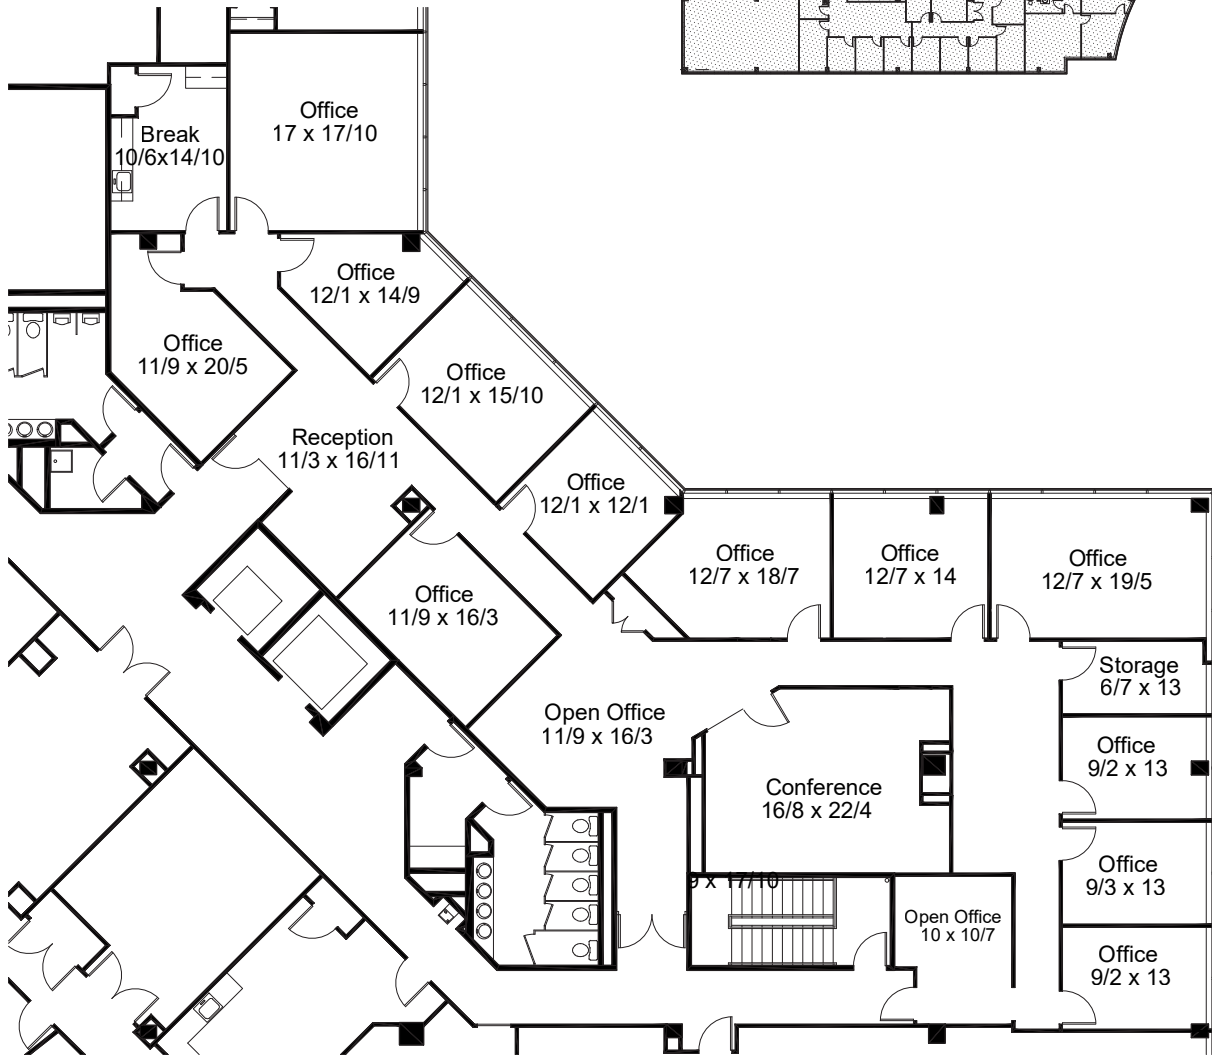 Office
17 x 17/10
Break
10/6x14/10
Office
12/1 x 14/9
Office
11/9 x 20/5
Office
12/1 x 15/10
Reception
11/3 x 16/11
Office
12/1 x 12/1
Office
12/7 x 18/7
Office
12/7 x 14
Office
12/7 x 19/5
Office
11/9 x 16/3
Storage
6/7 x 13
Open Office
11/9 x 16/3
Office
9/2 x 13
Conference
16/8 x 22/4
Office
9/3 x 13
9 x 17/10
Open Office
10 x 10/7
Office
9/2 x 13